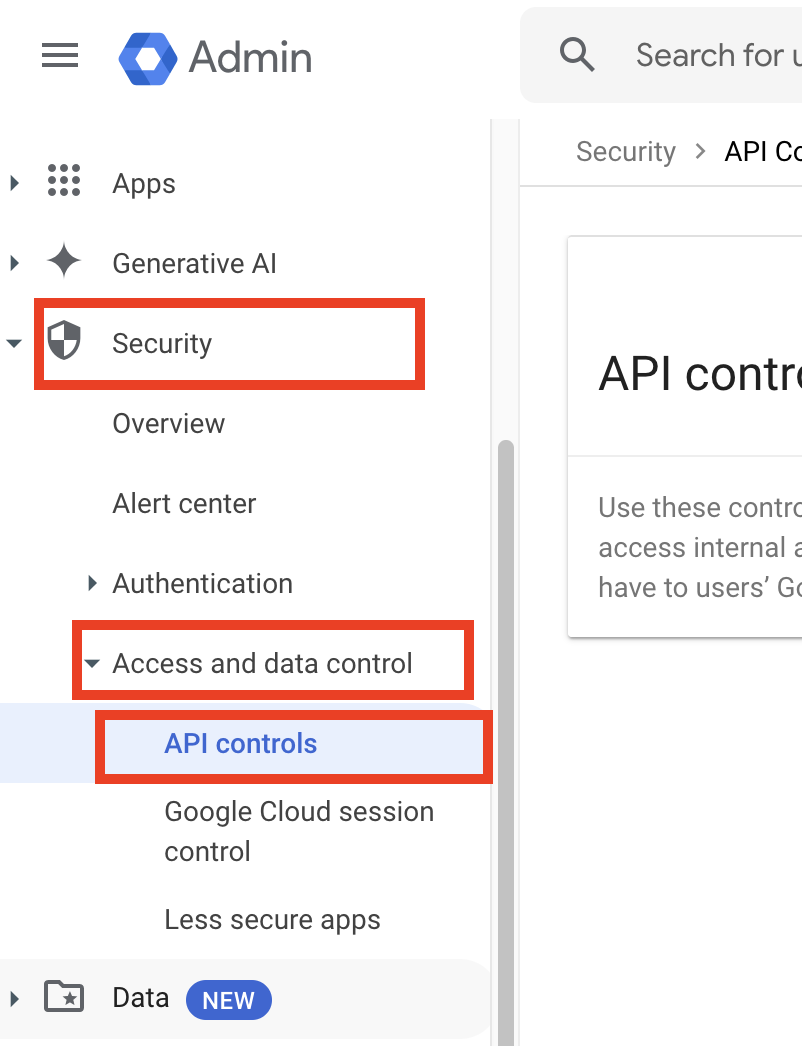 Admin
Search for u
Apps
Generative AI
Security
Overview
Alert center
Authentication
Access and data control
API controls
Google Cloud session
control
Less secure apps
Data NEW
Security > API Co
API contro
Use these contro
access internal a
have to users’ Go